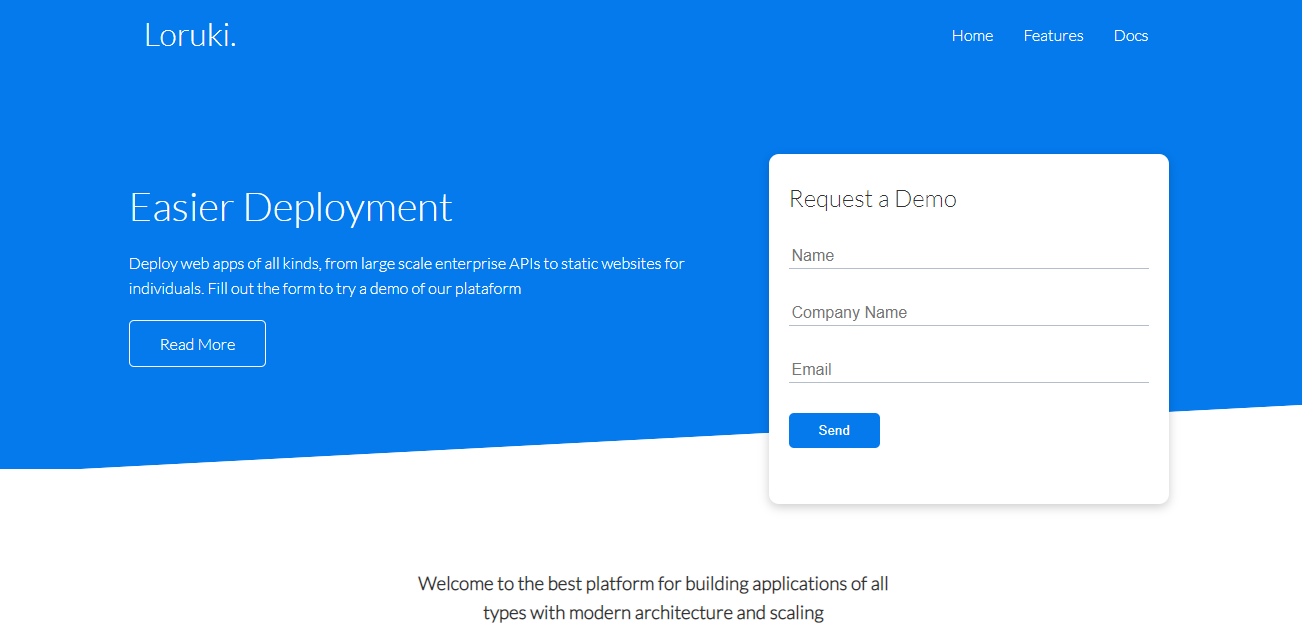 Loruki.
Home Features Docs
Easier Deployment
Deploy web apps of all kinds, from large scale enterprise APIs to static websites for
individuals. Fill out the form to try a demo of our plataform
Read More
Request a Demo
Name
Company Name
Email
Send
Welcome to the best platform for building applications of all
types with modern architecture and scaling